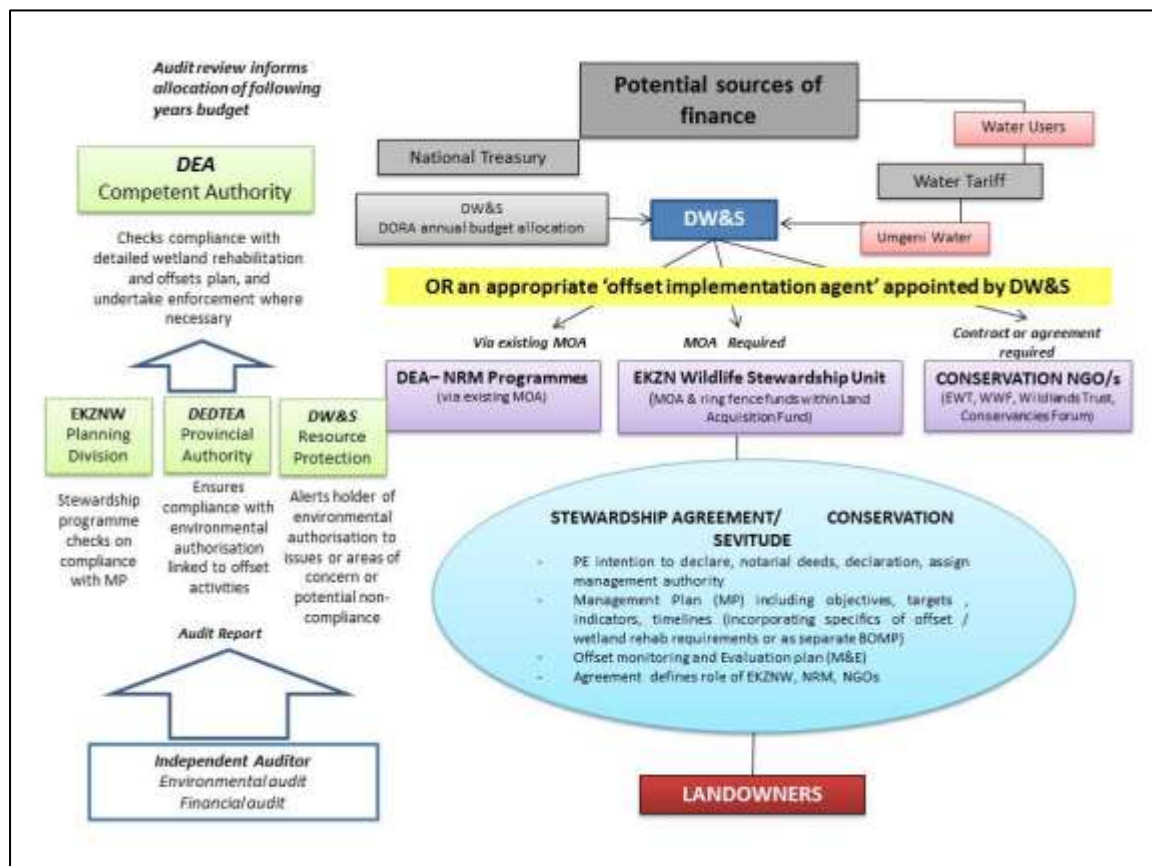 Audit review informs
allocation of following
years budget
DEA
Competent Authority
Checks compliance with
detailed wetland rehabilitation
and offsets plan, and
undertake enforcement where
necessary
EKZNW
Planning
Division
DEDTEA
Provincial
Authority
DW&S
Resource
Protection
Stewardship
programme
checks on
compliance
with MP
Ensures
compliance with
environmental
authorisation
linked to offset
activities
Alerts holder of
environmental
authorisation to
issues or areas of
concern or
potential non-
compliance
Audit Report
Independent Auditor
Environmental audit
Financial audit
Potential sources of
finance
National Treasury
Water Users
Water Tariff
DW&S
DORA annual budget allocation
DW&S
Umgeni Water
OR an appropriate ‘offset implementation agent’ appointed by DW&S
Via existing MOA
MOA Required
Contract or agreement
required
DEA– NRM Programmes
(via existing MOA)
EKZN Wildlife Stewardship Unit
(MOA & ring fence funds within Land
Acquisition Fund)
CONSERVATION NGO/s
(EWT, WWF, Wildlands Trust,
Conservancies Forum)
STEWARDSHIP AGREEMENT/ CONSERVATION
SEVITUDE
- PE intention to declare, notarial deeds, declaration, assign
management authority
- Management Plan (MP) including objectives, targets ,
indicators, timelines (incorporating specifics of offset /
wetland rehab requirements or as separate BOMP)
- Offset monitoring and Evaluation plan (M&E)
- Agreement defines role of EKZNW, NRM, NGOs
LANDOWNERS